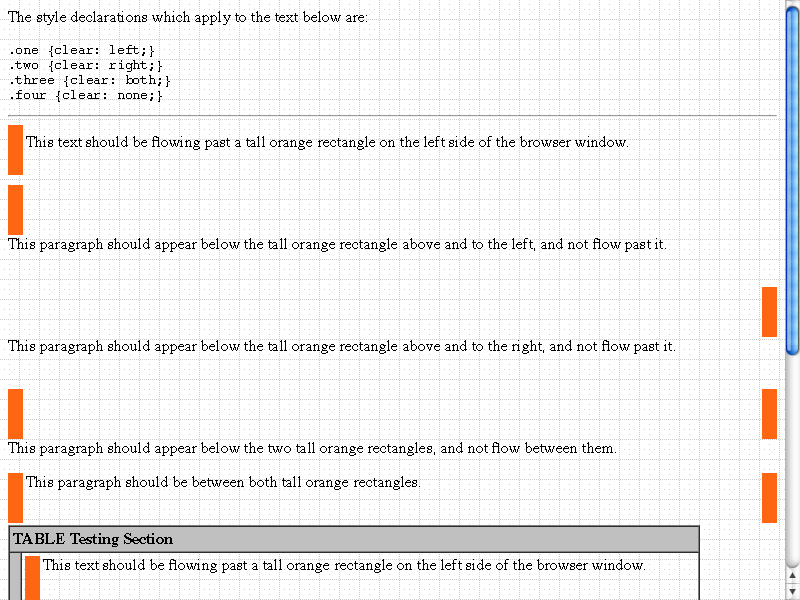 The style declarations which apply to the text below are:
.one {clear: left;}
.two {clear: right;}
.three {clear: both;}
.four {clear: none;}
This text should be flowing past a tall orange rectangle on the left side of the browser window.
This paragraph should appear below the tall orange rectangle above and to the left, and not flow past it.
This paragraph should appear below the tall orange rectangle above and to the right, and not flow past it.
This paragraph should appear below the two tall orange rectangles, and not flow between them.
This paragraph should be between both tall orange rectangles.
TABLE Testing Section
This text should be flowing past a tall orange rectangle on the left side of the browser window.